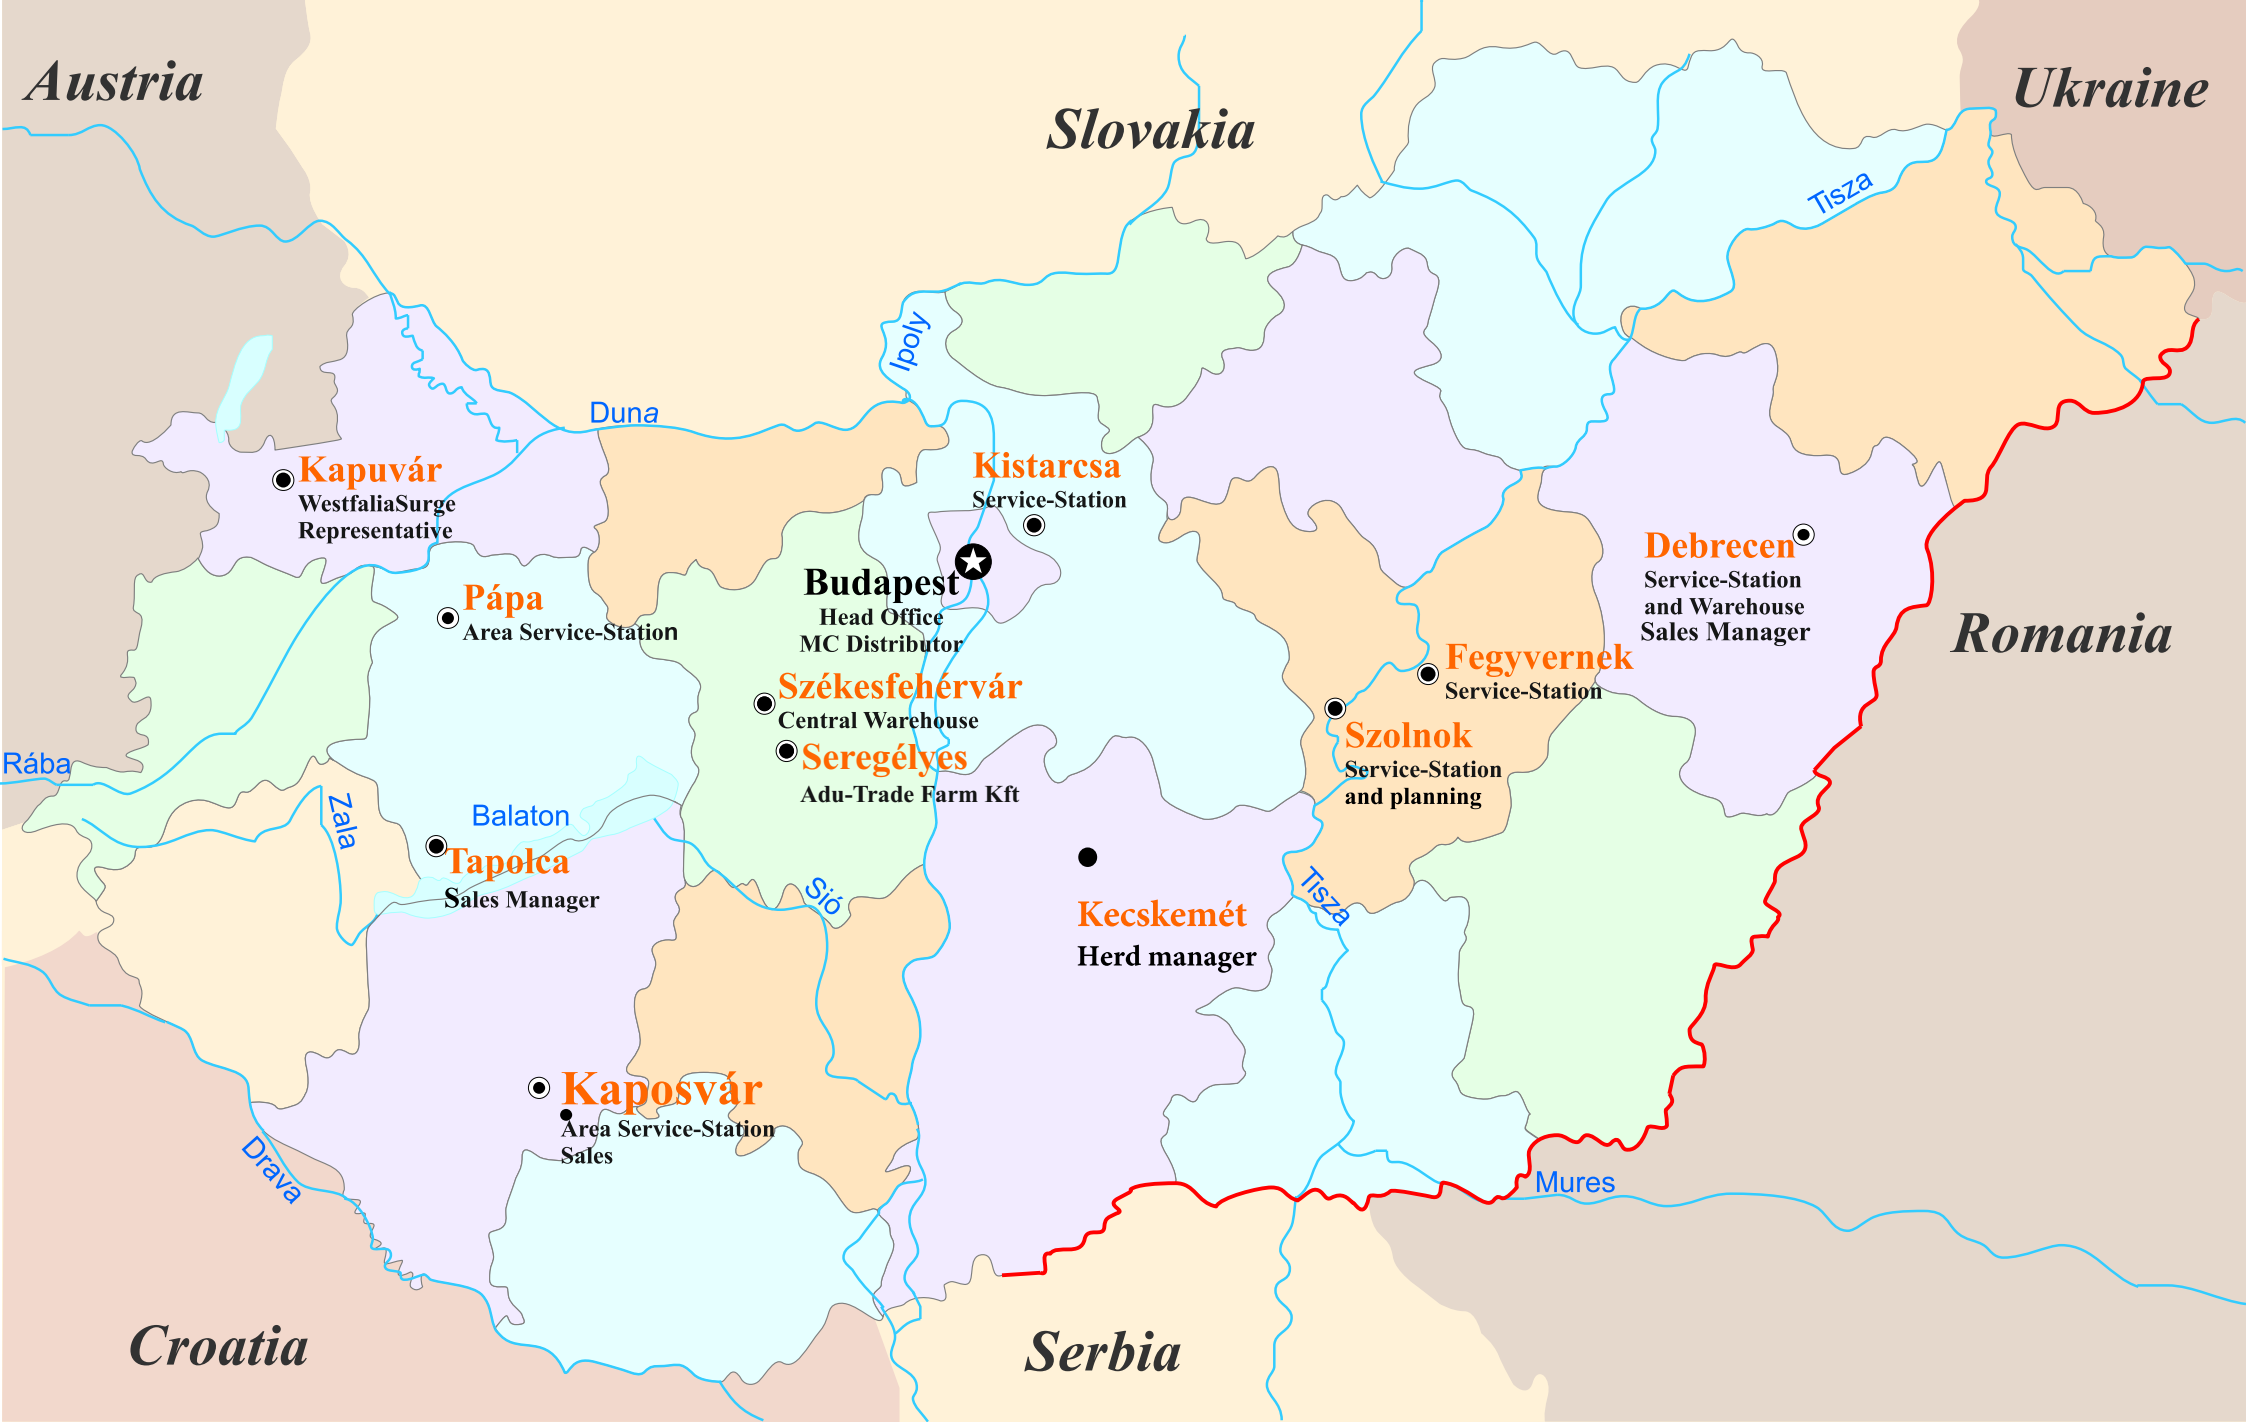 Austria
Ukraine
Slovakia
Tisza
Ipoly
Duna
Kapuvár
WestfaliaSurge
Representative
Kistarcsa
Service-Station
Debrecen
Service-Station
and Warehouse
Sales Manager
Budapest
Head Office
MC Distributor
Pápa
Area Service-Station
Romania
Fegyvernek
Service-Station
Székesfehérvár
Central Warehouse
Szolnok
Service-Station
and planning
Seregélyes
Adu-Trade Farm Kft
Rába
Zala
Balaton
Tapolca
Sales Manager
Sió
Tisza
Kecskemét
Herd manager
Kaposvár
Area Service-Station
Sales
Drava
Mures
Croatia
Serbia